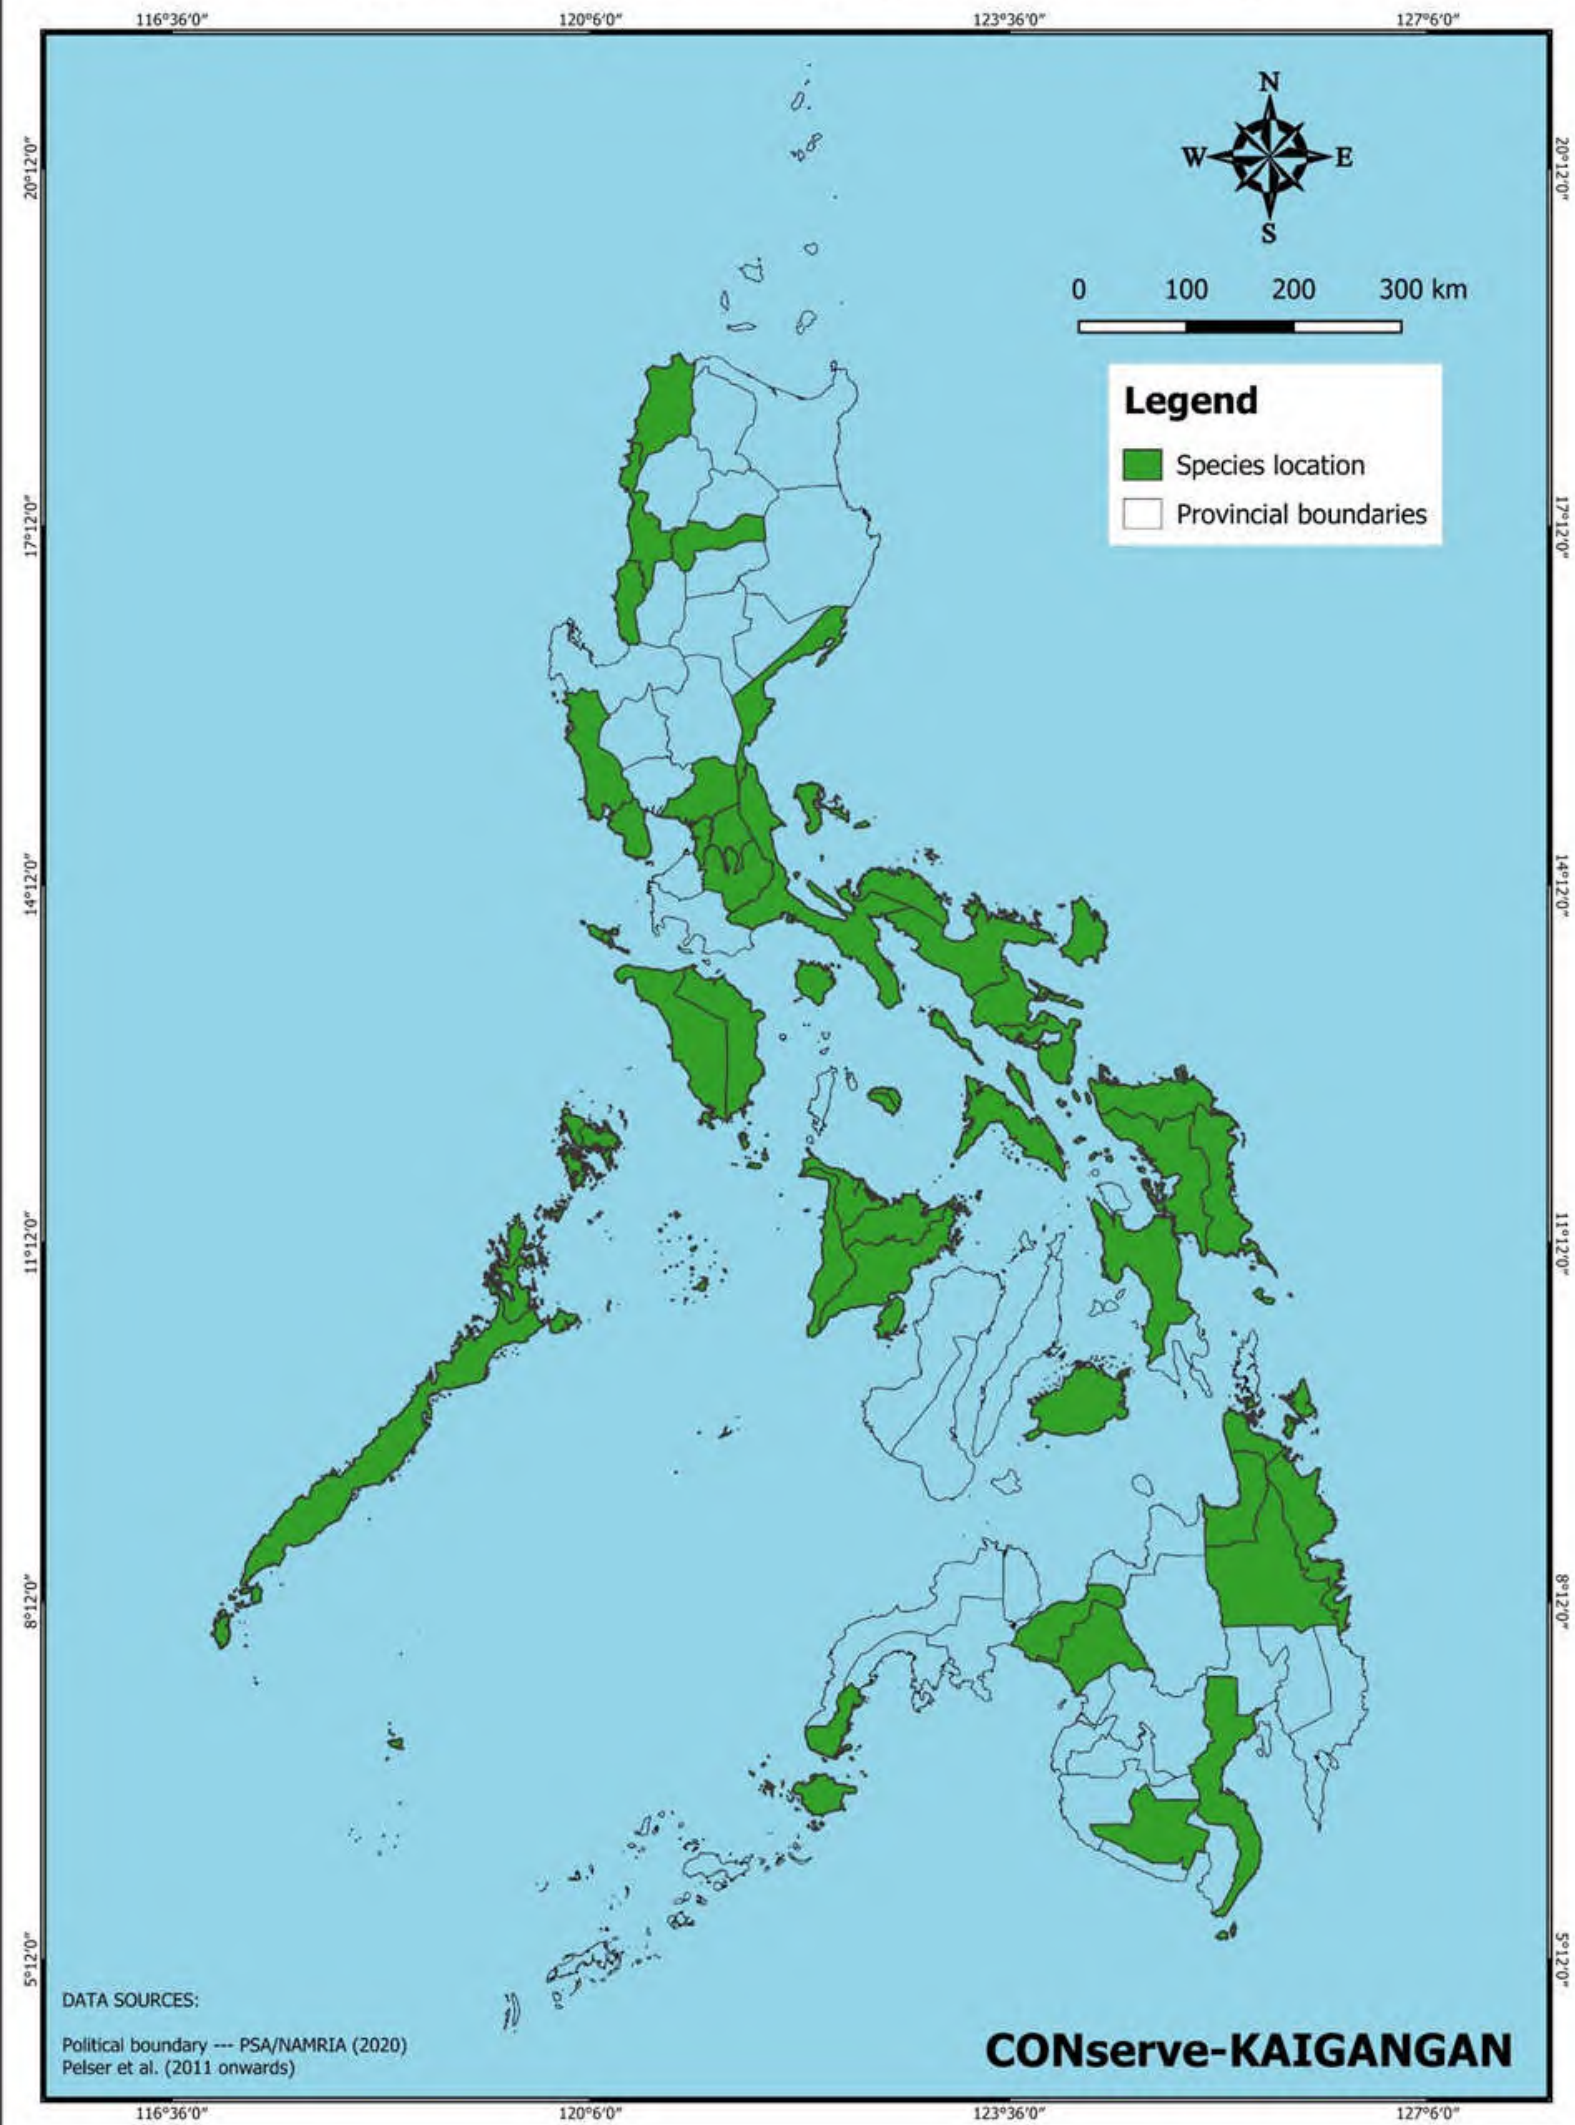 116°36′0″ 120°6′0″ 123°36′0″ 127°6′0″
N
W E
S
20°12′0″ 20°12′0″
0 100 200 300 km
Legend
Species location
Provincial boundaries
17°12′0″ 17°12′0″
14°12′0″ 14°12′0″
11°12′0″ 11°12′0″
8°12′0″ 8°12′0″
5°12′0″ 5°12′0″
DATA SOURCES:
Political boundary --- PSA/NAMRIA (2020)
Pelser et al. (2011 onwards)
CONserve-KAIGANGAN
116°36′0″ 120°6′0″ 123°36′0″ 127°6′0″